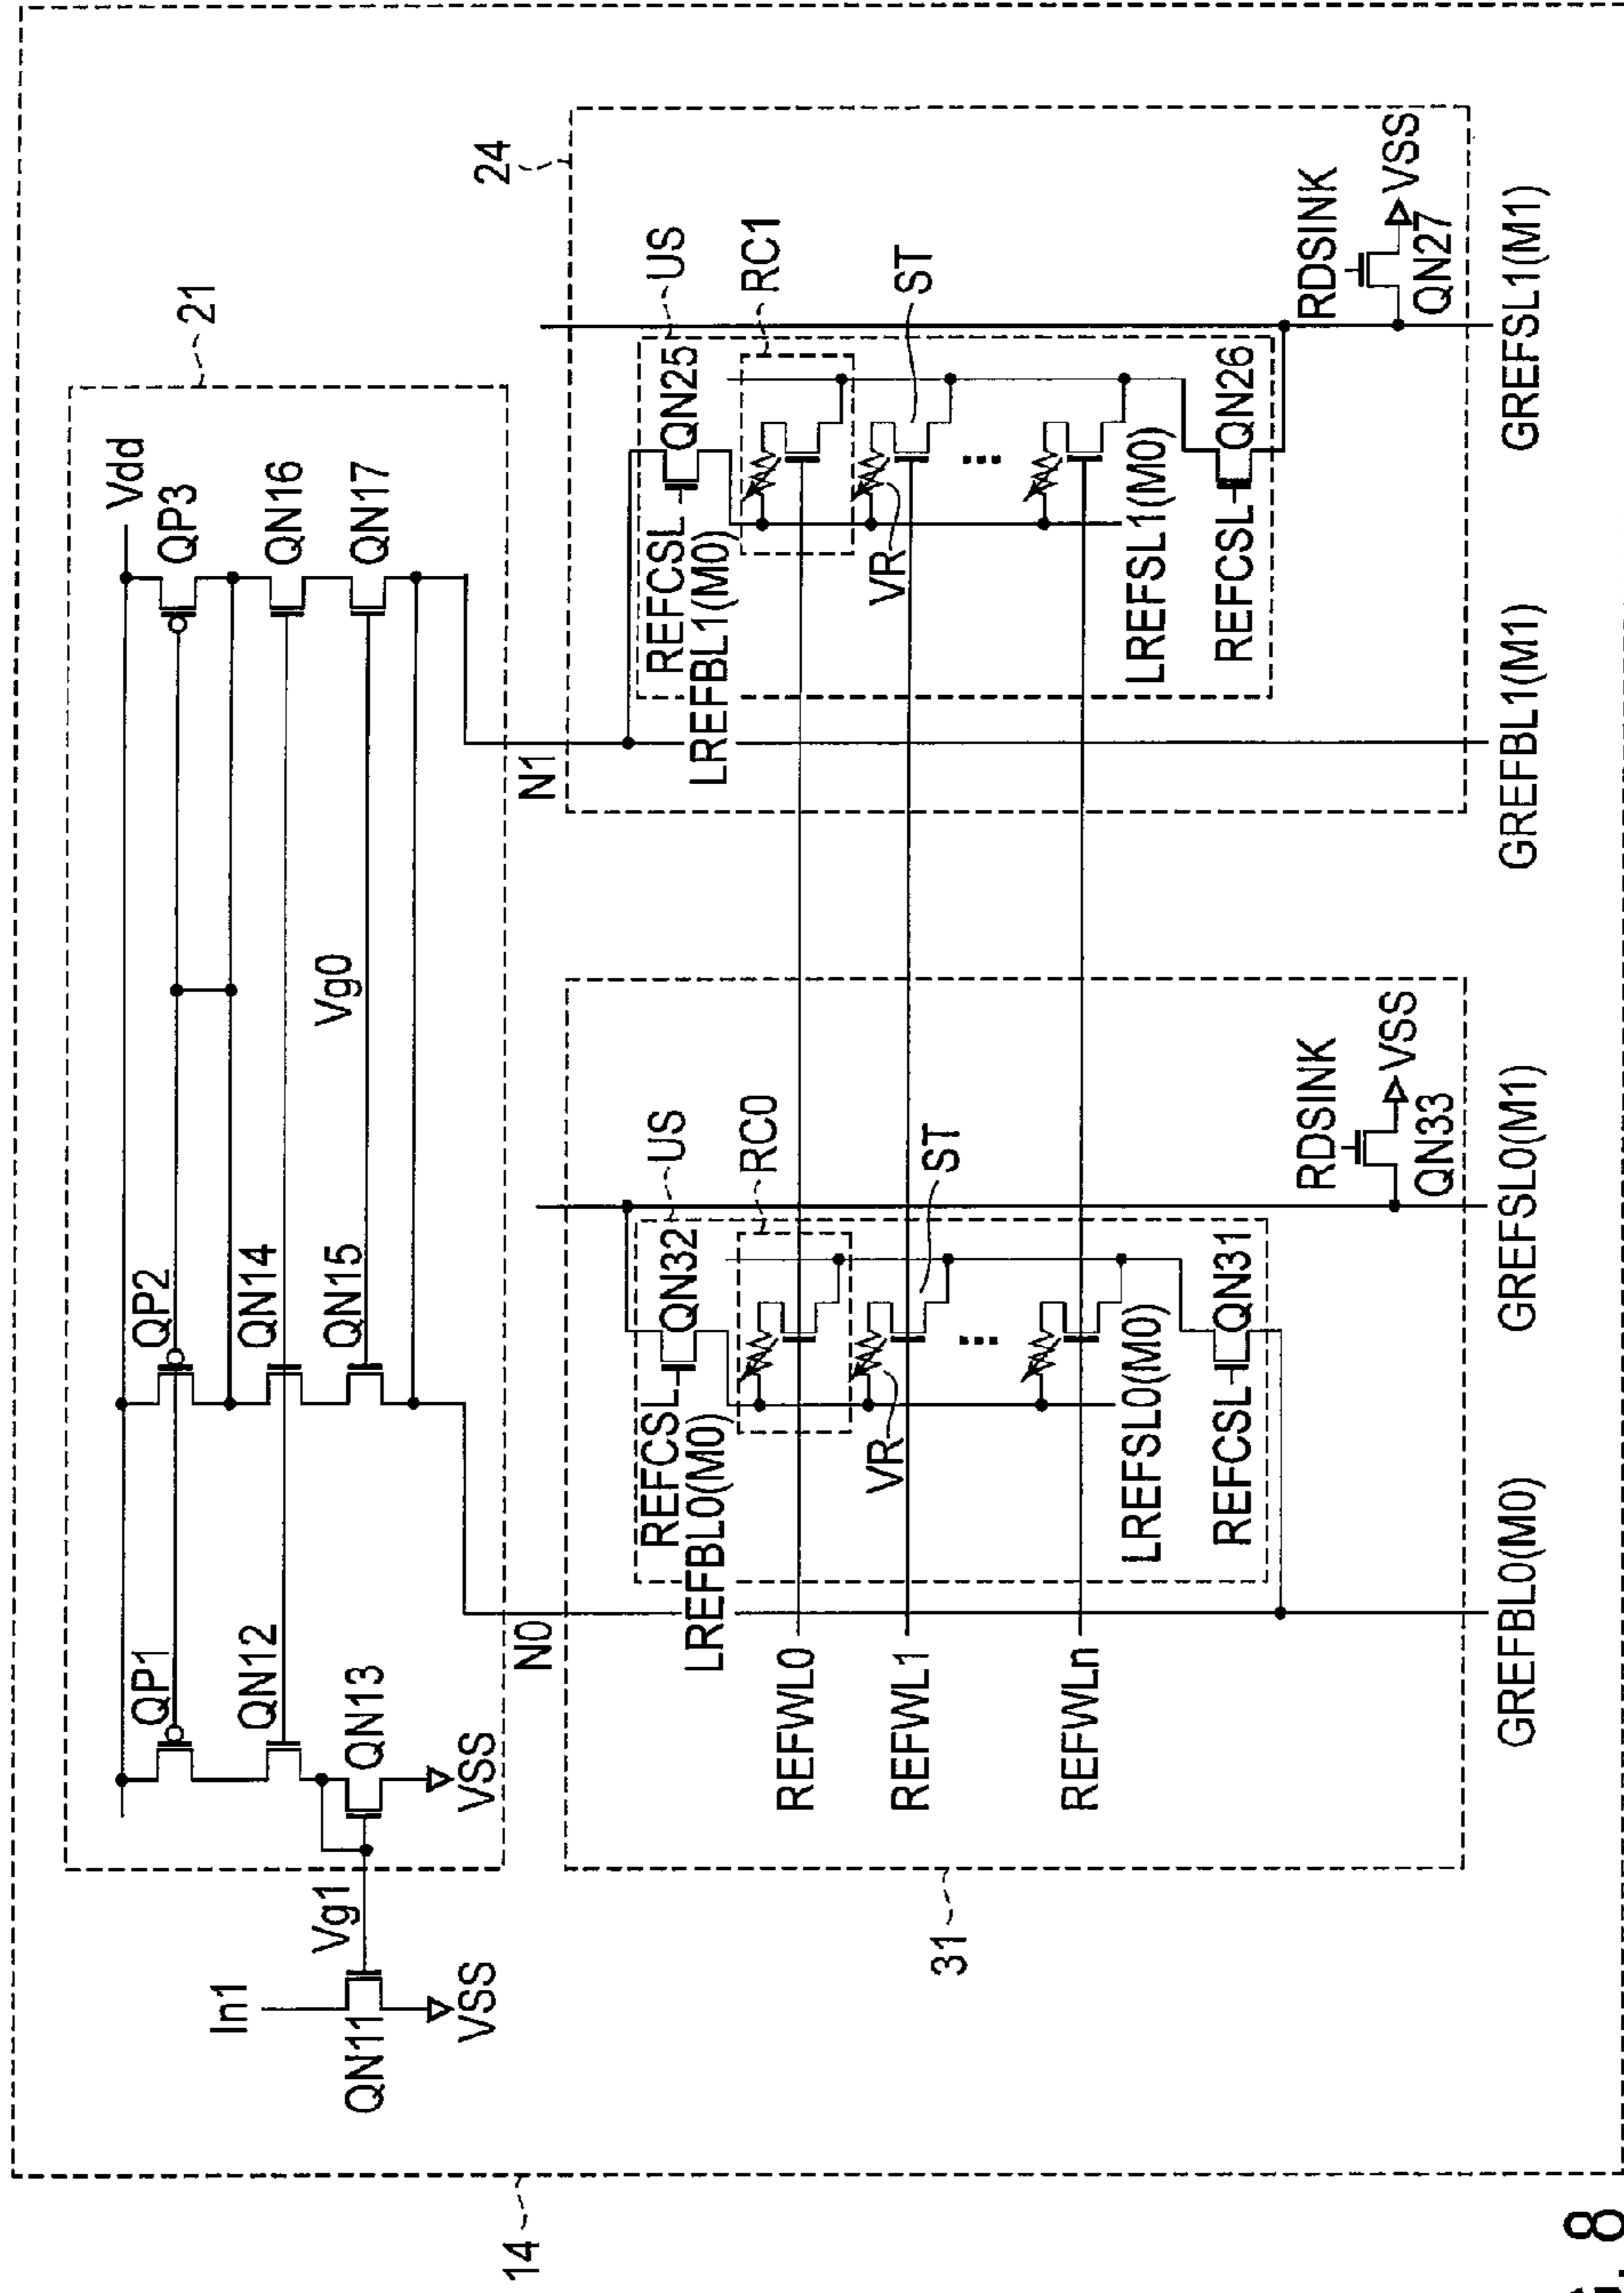 14
21
Vdd
QP1
QP2
QP3
In1
QN12
QN14
QN16
Vg1
Vg0
QN11
QN13
QN15
QN17
VSS
VSS
N0
N1
31
24
REFCSL
QN32
US
LREFBL0(M0)
RC0
REFWL0
REFWL1
REFWLn
VR
ST
LREFSL0(M0)
REFCSL
QN31
RDSINK
VSS
QN33
GREFBL0(M0)
GREFSL0(M1)
REFCSL
QN25
US
LREFBL1(M0)
RC1
VR
ST
LREFSL1(M0)
REFCSL
QN26
RDSINK
VSS
QN27
GREFBL1(M1)
GREFSL1(M1)
8